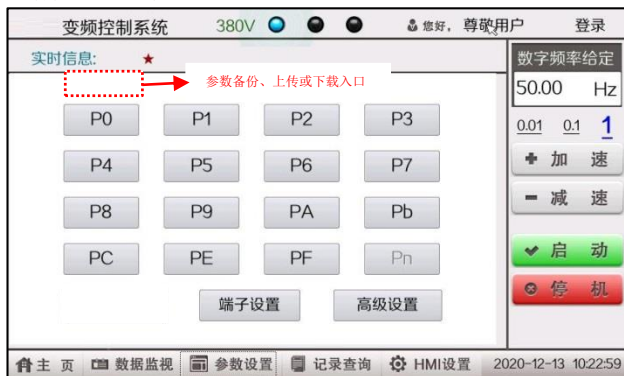 变频控制系统 380V 您好，尊敬用户 登录
实时信息: ★
数字频率给定
50.00 Hz
0.01 0.1 1
加 速
减 速
启 动
停 机
参数备份、上传或下载入口
P0 P1 P2 P3
P4 P5 P6 P7
P8 P9 PA Pb
PC PE PF Pn
端子设置 高级设置
主 页 数据监视 参数设置 记录查询 HMI设置 2020-12-13 10:22:59